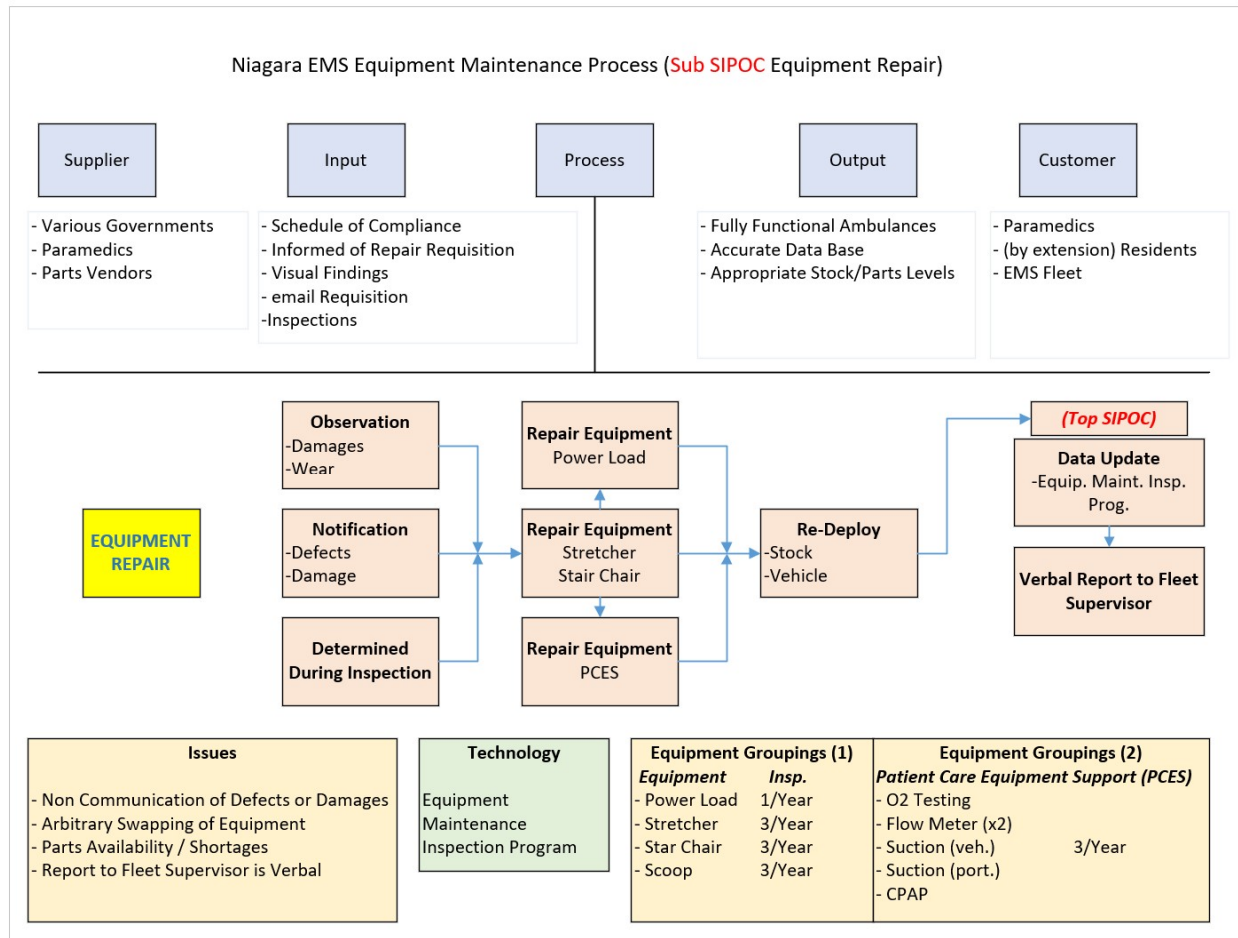 Niagara EMS Equipment Maintenance Process (Sub SIPOC Equipment Repair)
Supplier
Input
Process
Output
Customer
- Various Governments
- Paramedics
- Parts Vendors
- Schedule of Compliance
- Informed of Repair Requisition
- Visual Findings
- email Requisition
-Inspections
- Fully Functional Ambulances
- Accurate Data Base
- Appropriate Stock/Parts Levels
- Paramedics
- (by extension) Residents
- EMS Fleet
EQUIPMENT
REPAIR
Observation
-Damages
-Wear
Notification
-Defects
-Damage
Determined
During Inspection
Repair Equipment
Power Load
Repair Equipment
Stretcher
Stair Chair
Repair Equipment
PCES
Re-Deploy
-Stock
-Vehicle
(Top SIPOC)
Data Update
-Equip. Maint. Insp.
Prog.
Verbal Report to Fleet
Supervisor
Issues
- Non Communication of Defects or Damages
- Arbitrary Swapping of Equipment
- Parts Availability / Shortages
- Report to Fleet Supervisor is Verbal
Technology
Equipment
Maintenance
Inspection Program
Equipment Groupings (1)
Equipment Insp.
- Power Load 1/Year
- Stretcher 3/Year
- Star Chair 3/Year
- Scoop 3/Year
Equipment Groupings (2)
Patient Care Equipment Support (PCES)
- O2 Testing
- Flow Meter (x2)
- Suction (veh.) 3/Year
- Suction (port.)
- CPAP